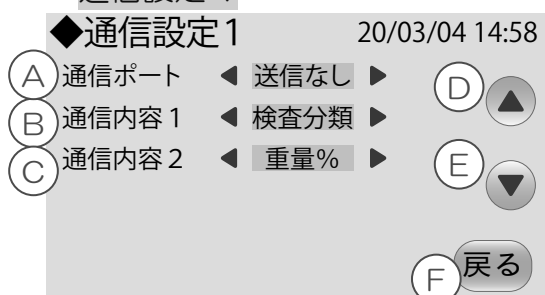 ◆通信設定1 20/03/04 14:58
A 通信ポート ◀ 送信なし ▶ D ▲
B 通信内容1 ◀ 検査分類 ▶
C 通信内容2 ◀ 重量% ▶ E ▼
F 戻る